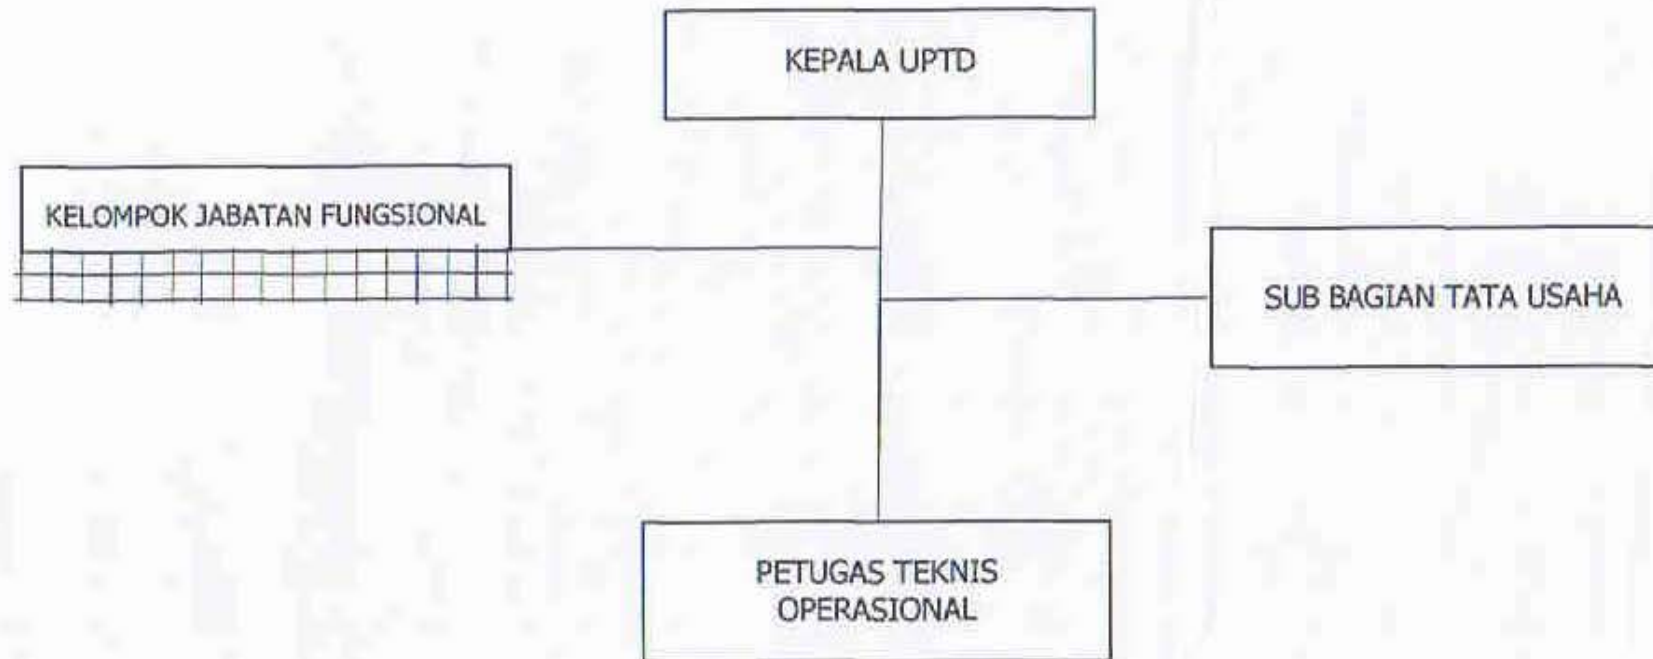 KEPALA UPTD
KELOMPOK JABATAN FUNGSIONAL
SUB BAGIAN TATA USAHA
PETUGAS TEKNIS
OPERASIONAL